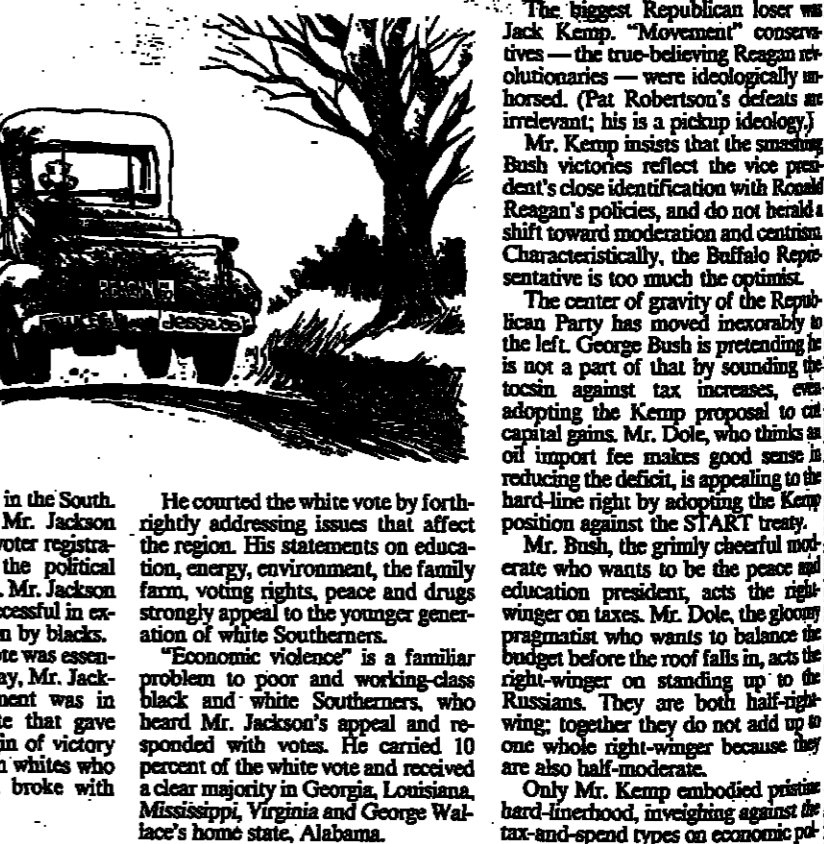 Jesse 88
in the South.
Mr. Jackson
voter registra-
the political
. Mr. Jackson
ccessful in ex-
n by blacks.
te was essen-
ay, Mr. Jack-
ment was in
te that gave
in of victory
n whites who
broke with
He courted the white vote by forth-
rightly addressing issues that affect
the region. His statements on educa-
tion, energy, environment, the family
farm, voting rights, peace and drugs
strongly appeal to the younger gener-
ation of white Southerners.
"Economic violence" is a familiar
problem to poor and working-class
black and white Southerners, who
heard Mr. Jackson's appeal and re-
sponded with votes. He carried 10
percent of the white vote and received
a clear majority in Georgia, Louisiana,
Mississippi, Virginia and George Wal-
lace's home state, Alabama.
The biggest Republican loser was
Jack Kemp. "Movement" conserva-
tives — the true-believing Reagan rev-
olutionaries — were ideologically un-
horsed. (Pat Robertson's defeats are
irrelevant; his is a pickup ideology.)
Mr. Kemp insists that the smashing
Bush victories reflect the vice presi-
dent's close identification with Ronald
Reagan's policies, and do not herald a
shift toward moderation and centrism.
Characteristically, the Buffalo Repre-
sentative is too much the optimist.
The center of gravity of the Repub-
lican Party has moved inexorably to
the left. George Bush is pretending he
is not a part of that by sounding the
tocsin against tax increases, even
adopting the Kemp proposal to cut
capital gains. Mr. Dole, who thinks an
oil import fee makes good sense in
reducing the deficit, is appealing to the
hard-line right by adopting the Kemp
position against the START treaty.
Mr. Bush, the grimly cheerful mod-
erate who wants to be the peace and
education president, acts the right-
winger on taxes. Mr. Dole, the gloomy
pragmatist who wants to balance the
budget before the roof falls in, acts the
right-winger on standing up to the
Russians. They are both half-right-
wing; together they do not add up to
one whole right-winger because they
are also half-moderate.
Only Mr. Kemp embodied pristine
hard-linerhood, inveighing against the
tax-and-spend types on economic pol-